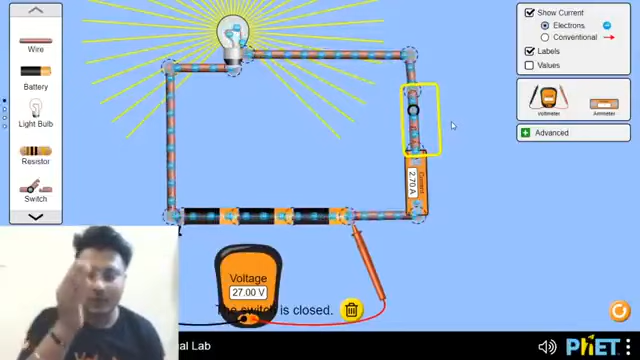 Wire
Battery
Light Bulb
Resistor
Switch
Show Current
Electrons
Conventional
Labels
Values
Voltmeter
Ammeter
Advanced
Current
2.70 A
Voltage
27.00 V
The switch is closed.
al Lab
PhET